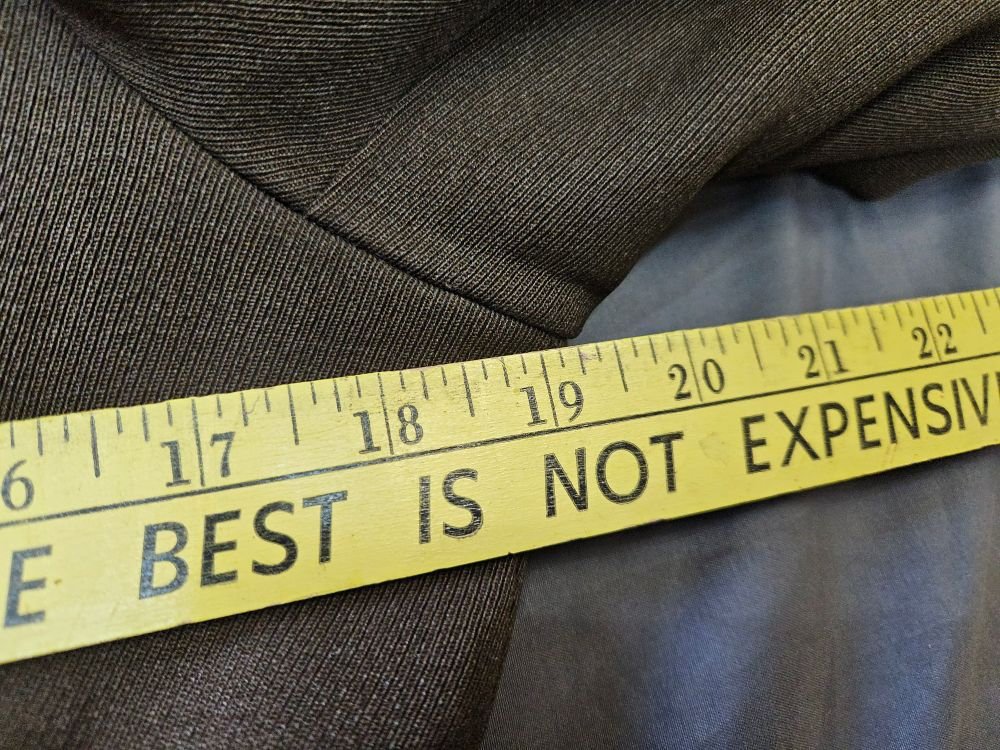 6 17 18 19 20 21 22
E BEST IS NOT EXPENSIV